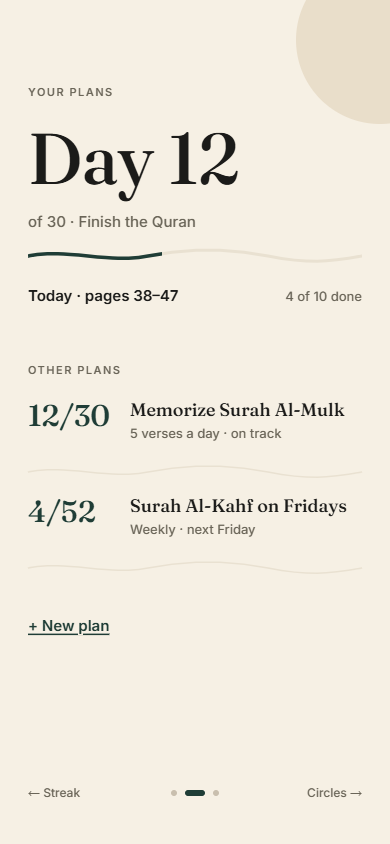 YOUR PLANS
Day 12
of 30 · Finish the Quran
Today · pages 38–47
4 of 10 done
OTHER PLANS
12/30
Memorize Surah Al-Mulk
5 verses a day · on track
4/52
Surah Al-Kahf on Fridays
Weekly · next Friday
+ New plan
← Streak
Circles →